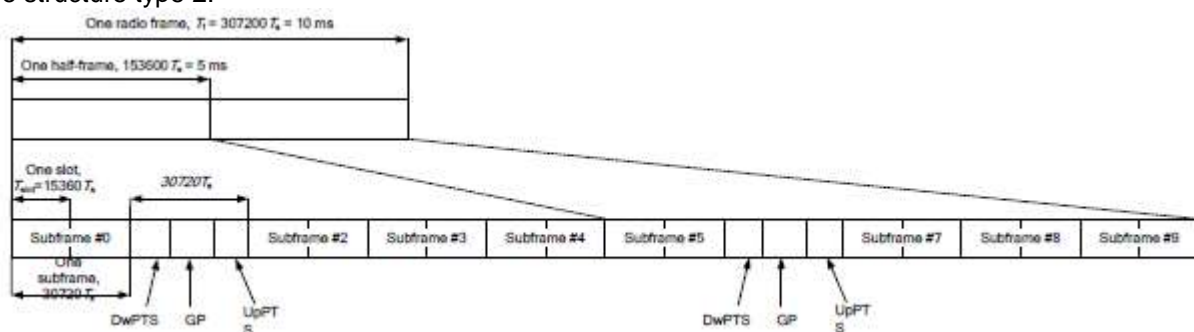 One radio frame, Tf = 307200 Ts = 10 ms
One half-frame, 153600 Ts = 5 ms
One slot,
Tslot=15360 Ts
30720Ts
Subframe #0
Subframe #2
Subframe #3
Subframe #4
Subframe #5
Subframe #7
Subframe #8
Subframe #9
One
subframe,
30720 Ts
DwPTS
GP
UpPT
S
DwPTS
GP
UpPT
S